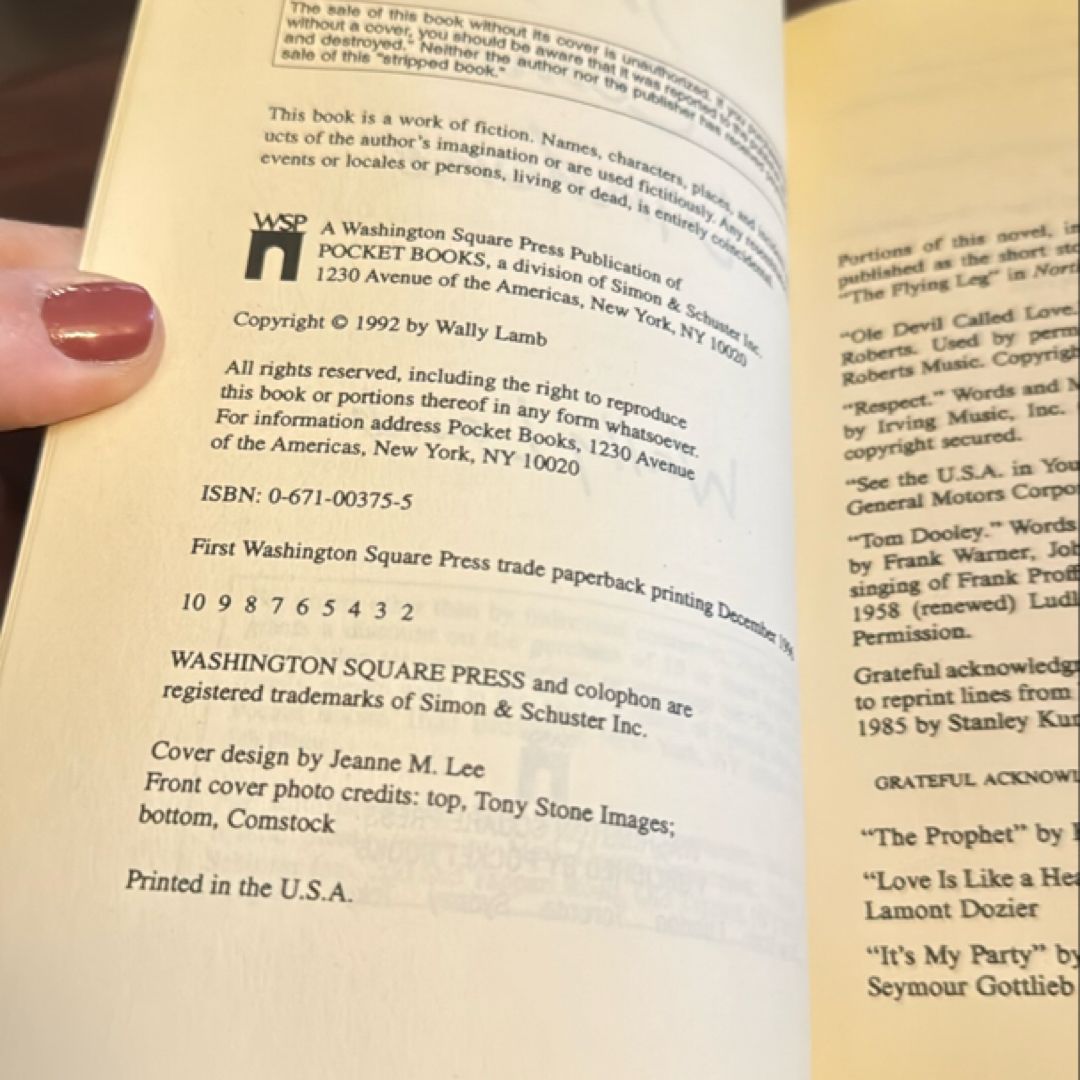 The sale of this book without its cover is unauthorized. If you
without a cover, you should be aware that it was reported to the
and destroyed." Neither the author nor the publisher has received
sale of this "stripped book."
This book is a work of fiction. Names, characters, places, and
ucts of the author's imagination or are used fictitiously. Any
events or locales or persons, living or dead, is entirely coincidental.
WSP
A Washington Square Press Publication of
POCKET BOOKS, a division of Simon & Schuster Inc.
1230 Avenue of the Americas, New York, NY 10020
Copyright © 1992 by Wally Lamb
All rights reserved, including the right to reproduce
this book or portions thereof in any form whatsoever.
For information address Pocket Books, 1230 Avenue
of the Americas, New York, NY 10020
ISBN: 0-671-00375-5
First Washington Square Press trade paperback printing December
10 9 8 7 6 5 4 3 2
WASHINGTON SQUARE PRESS and colophon are
registered trademarks of Simon & Schuster Inc.
Cover design by Jeanne M. Lee
Front cover photo credits: top, Tony Stone Images;
bottom, Comstock
Printed in the U.S.A.
Portions of this novel, in
published as the short sto
"The Flying Leg" in Nort
"Ole Devil Called Love.
Roberts. Used by perm
Roberts Music. Copyrigh
"Respect." Words and M
by Irving Music, Inc.
copyright secured.
"See the U.S.A. in You
General Motors Corpor
"Tom Dooley." Words
by Frank Warner, Joh
singing of Frank Proff
1958 (renewed) Ludl
Permission.
Grateful acknowledg
to reprint lines from
1985 by Stanley Kun
GRATEFUL ACKNOWL
"The Prophet" by
"Love Is Like a Hea
Lamont Dozier
"It's My Party" by
Seymour Gottlieb